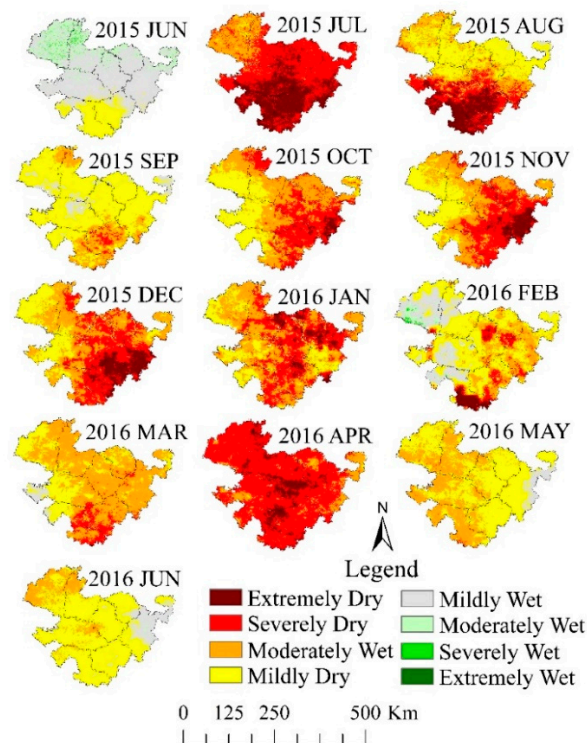 2015 JUN
2015 JUL
2015 AUG
2015 SEP
2015 OCT
2015 NOV
2015 DEC
2016 JAN
2016 FEB
2016 MAR
2016 APR
2016 MAY
2016 JUN
N
Legend
Extremely Dry
Severely Dry
Moderately Wet
Mildly Dry
Mildly Wet
Moderately Wet
Severely Wet
Extremely Wet
0 125 250 500 Km